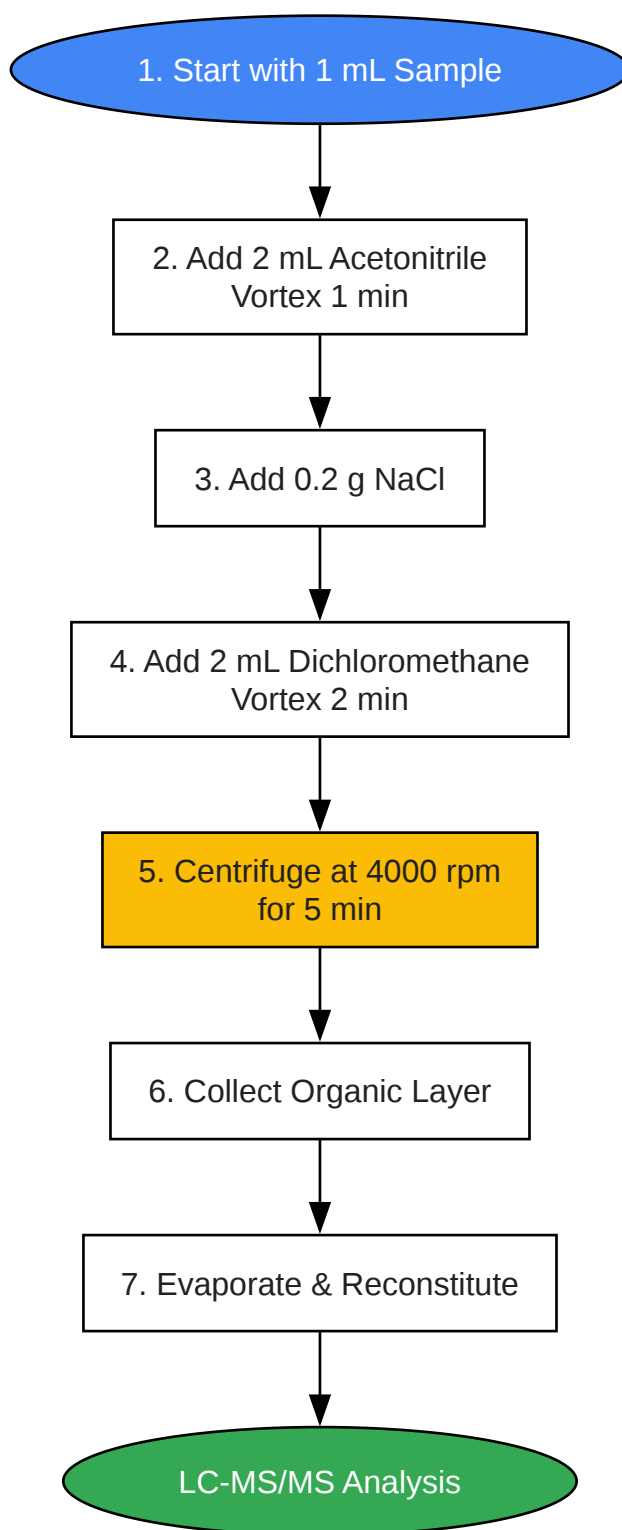 1. Start with 1 mL Sample
2. Add 2 mL Acetonitrile
Vortex 1 min
3. Add 0.2 g NaCl
4. Add 2 mL Dichloromethane
Vortex 2 min
5. Centrifuge at 4000 rpm
for 5 min
6. Collect Organic Layer
7. Evaporate & Reconstitute
LC-MS/MS Analysis